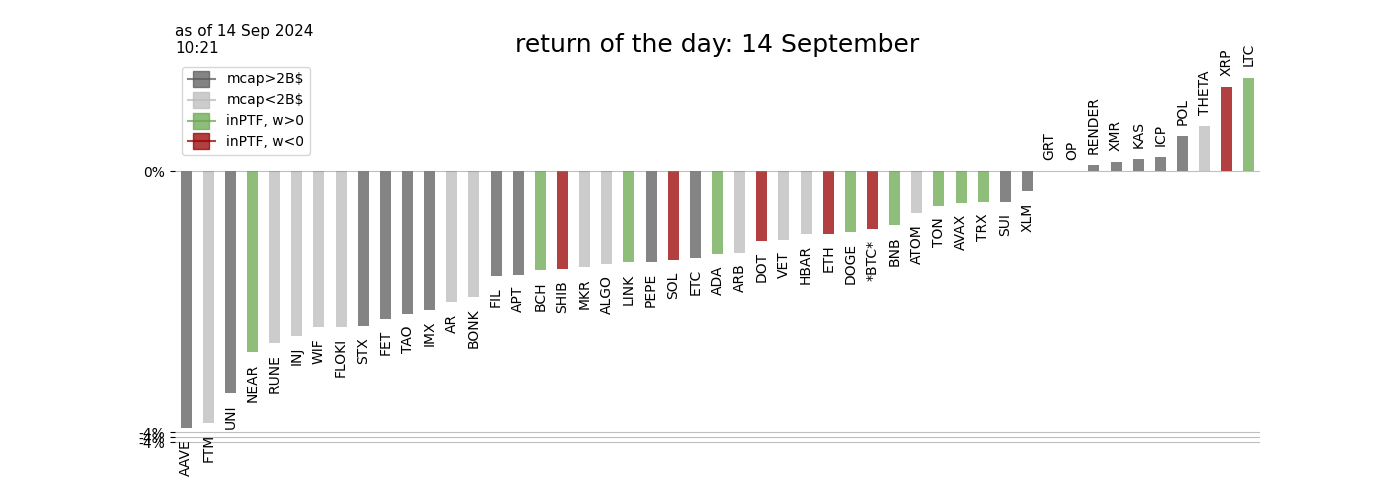 as of 14 Sep 2024
10:21
return of the day: 14 September
mcap>2B$
mcap<2B$
inPTF, w>0
inPTF, w<0
0%
-4%
-4%
-4%
AAVE
FTM
UNI
NEAR
RUNE
INJ
WIF
FLOKI
STX
FET
TAO
IMX
AR
BONK
FIL
APT
BCH
SHIB
MKR
ALGO
LINK
PEPE
SOL
ETC
ADA
ARB
DOT
VET
HBAR
ETH
DOGE
*BTC*
BNB
ATOM
TON
AVAX
TRX
SUI
XLM
GRT
OP
RENDER
XMR
KAS
ICP
POL
THETA
XRP
LTC